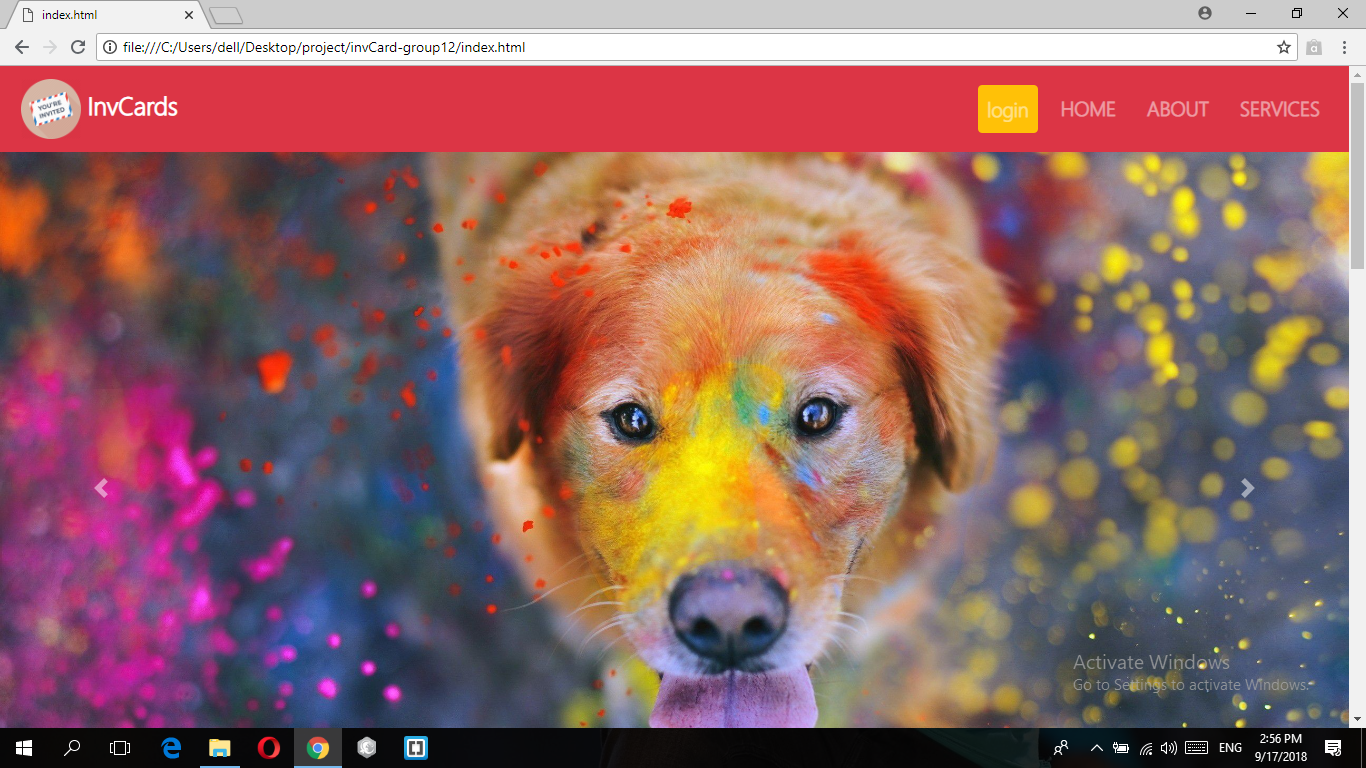 index.html
file:///C:/Users/dell/Desktop/project/invCard-group12/index.html
YOU'RE
INVITED
InvCards
login HOME ABOUT SERVICES
Activate Windows
Go to Settings to activate Windows.
ENG
2:56 PM
9/17/2018